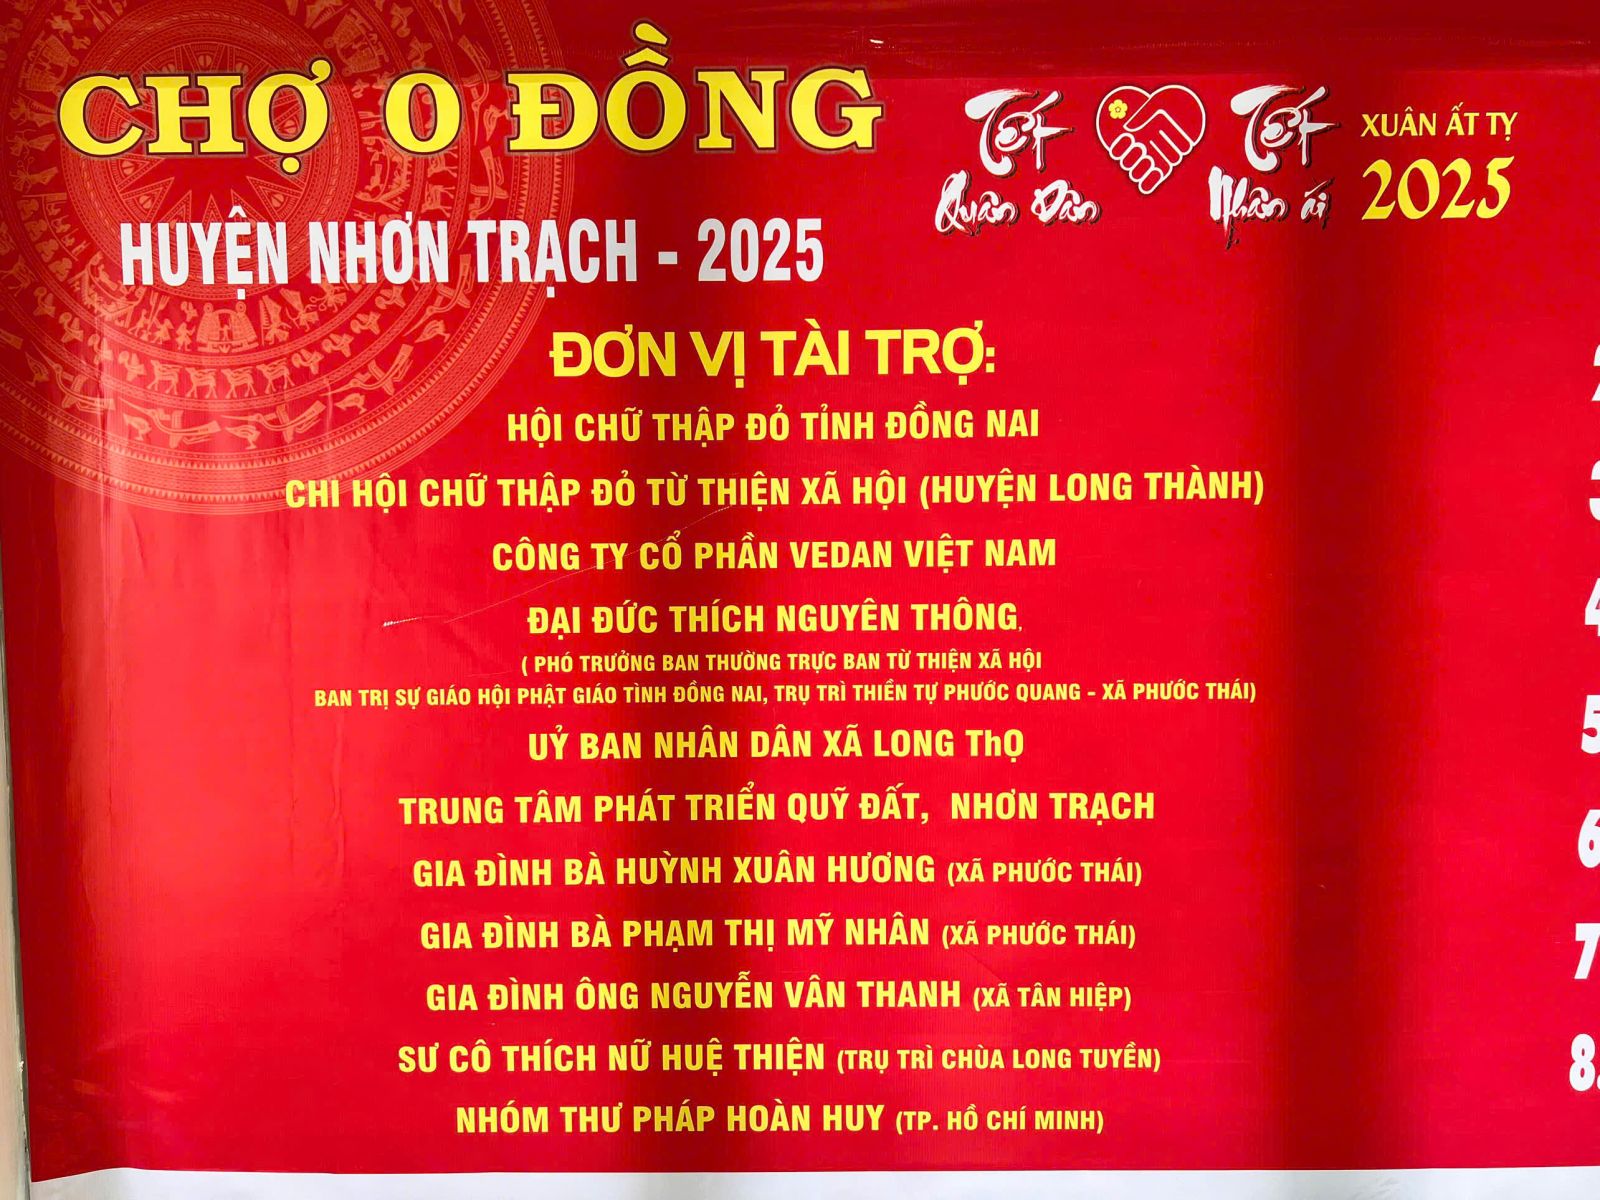 CHỢ 0 ĐỒNG
HUYỆN NHƠN TRẠCH - 2025
Tết Quân Dân
Tết Nhân ái
XUÂN ẤT TỴ
2025
ĐƠN VỊ TÀI TRỢ:
HỘI CHỮ THẬP ĐỎ TỈNH ĐỒNG NAI
CHI HỘI CHỮ THẬP ĐỎ TỪ THIỆN XÃ HỘI (HUYỆN LONG THÀNH)
CÔNG TY CỔ PHẦN VEDAN VIỆT NAM
ĐẠI ĐỨC THÍCH NGUYÊN THÔNG,
( PHÓ TRƯỞNG BAN THƯỜNG TRỰC BAN TỪ THIỆN XÃ HỘI
BAN TRỊ SỰ GIÁO HỘI PHẬT GIÁO TỈNH ĐỒNG NAI, TRỤ TRÌ THIỀN TỰ PHƯỚC QUANG - XÃ PHƯỚC THÁI)
UỶ BAN NHÂN DÂN XÃ LONG ThỌ
TRUNG TÂM PHÁT TRIỂN QUỸ ĐẤT, NHƠN TRẠCH
GIA ĐÌNH BÀ HUỲNH XUÂN HƯƠNG (XÃ PHƯỚC THÁI)
GIA ĐÌNH BÀ PHẠM THỊ MỸ NHÂN (XÃ PHƯỚC THÁI)
GIA ĐÌNH ÔNG NGUYỄN VÂN THANH (XÃ TÂN HIỆP)
SƯ CÔ THÍCH NỮ HUỆ THIỆN (TRỤ TRÌ CHÙA LONG TUYỀN)
NHÓM THƯ PHÁP HOÀN HUY (TP. HỒ CHÍ MINH)
4
5
6
7
8.